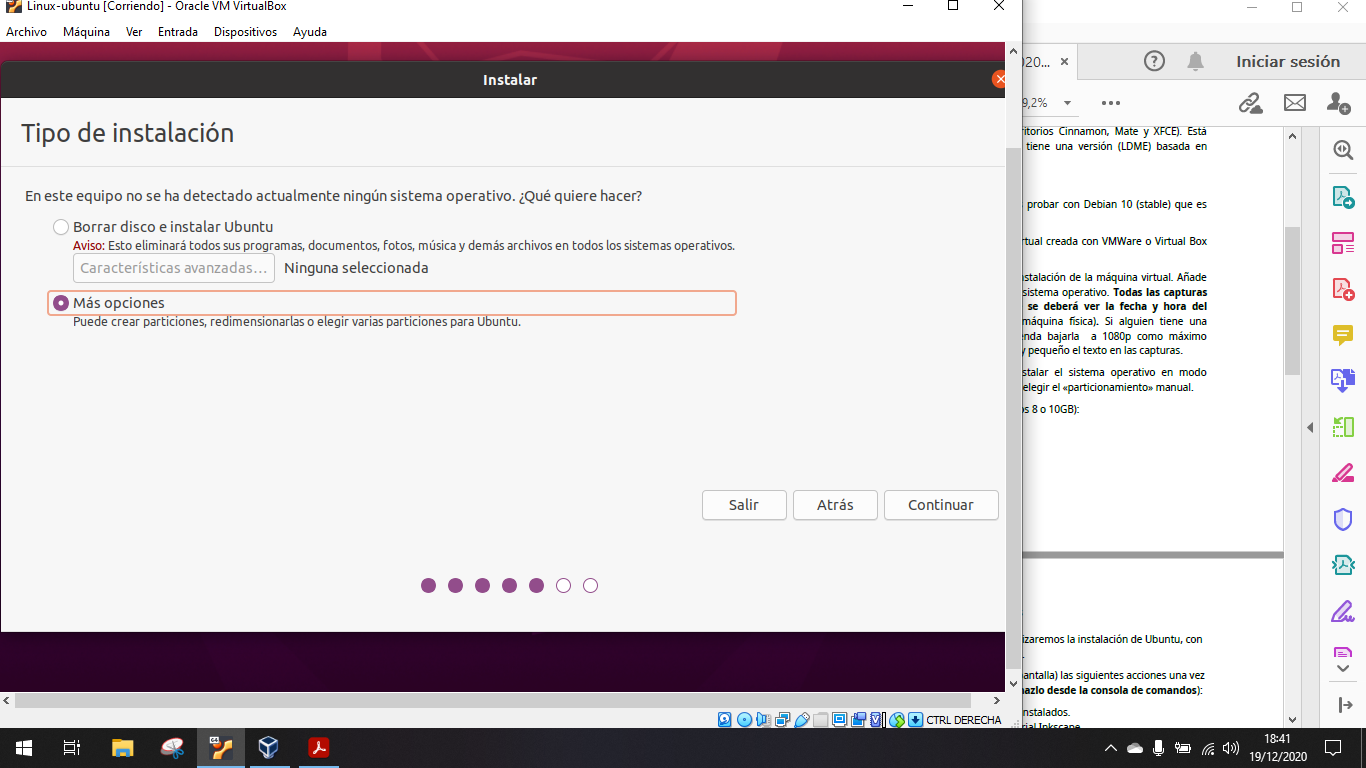 Linux-ubuntu [Corriendo] - Oracle VM VirtualBox
Archivo Máquina Ver Entrada Dispositivos Ayuda
Instalar
Tipo de instalación
En este equipo no se ha detectado actualmente ningún sistema operativo. ¿Qué quiere hacer?
Borrar disco e instalar Ubuntu
Aviso: Esto eliminará todos sus programas, documentos, fotos, música y demás archivos en todos los sistemas operativos.
Características avanzadas... Ninguna seleccionada
Más opciones
Puede crear particiones, redimensionarlas o elegir varias particiones para Ubuntu.
Salir Atrás Continuar
CTRL DERECHA
020... × Iniciar sesión
9,2%
ritorios Cinnamon, Mate y XFCE). Está
tiene una versión (LDME) basada en
probar con Debian 10 (stable) que es
rtual creada con VMWare o Virtual Box
nstalación de la máquina virtual. Añade
sistema operativo. Todas las capturas
se deberá ver la fecha y hora del
máquina física). Si alguien tiene una
enda bajarla a 1080p como máximo
y pequeño el texto en las capturas.
stalar el sistema operativo en modo
elegir el «particionamiento» manual.
os 8 o 10GB):
izaremos la instalación de Ubuntu, con
antalla) las siguientes acciones una vez
hazlo desde la consola de comandos):
nstalados.
rial Inkscape
18:41
19/12/2020